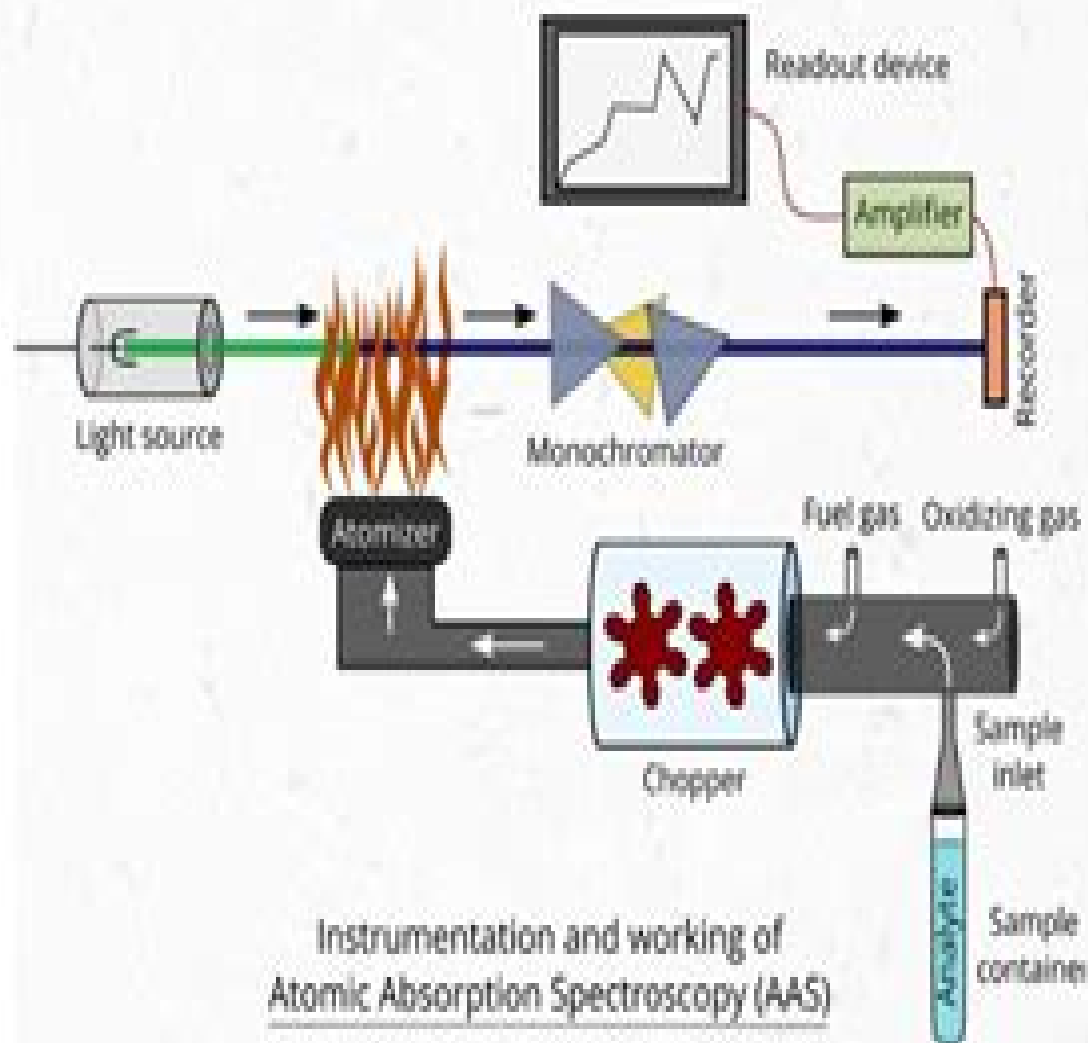 Readout device
Amplifier
Recorder
Light source
Monochromator
Atomizer
Fuel gas Oxidizing gas
Chopper
Sample
inlet
Analyte
Sample
container
Instrumentation and working of
Atomic Absorption Spectroscopy (AAS)